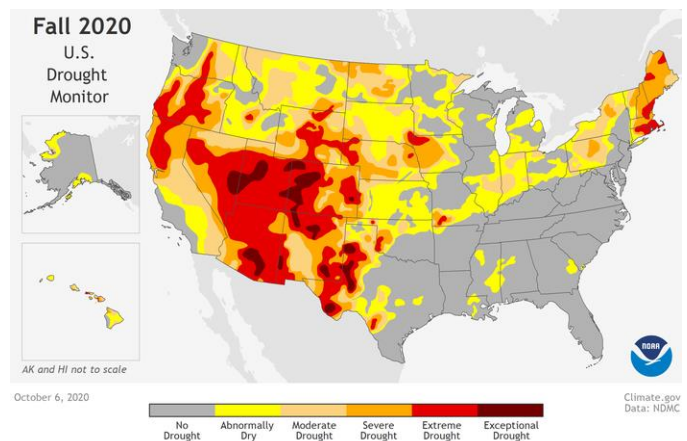 Fall 2020
U.S.
Drought
Monitor
AK and HI not to scale
NOAA
October 6, 2020
Climate.gov
Data: NDMC
No
Drought
Abnormally
Dry
Moderate
Drought
Severe
Drought
Extreme
Drought
Exceptional
Drought